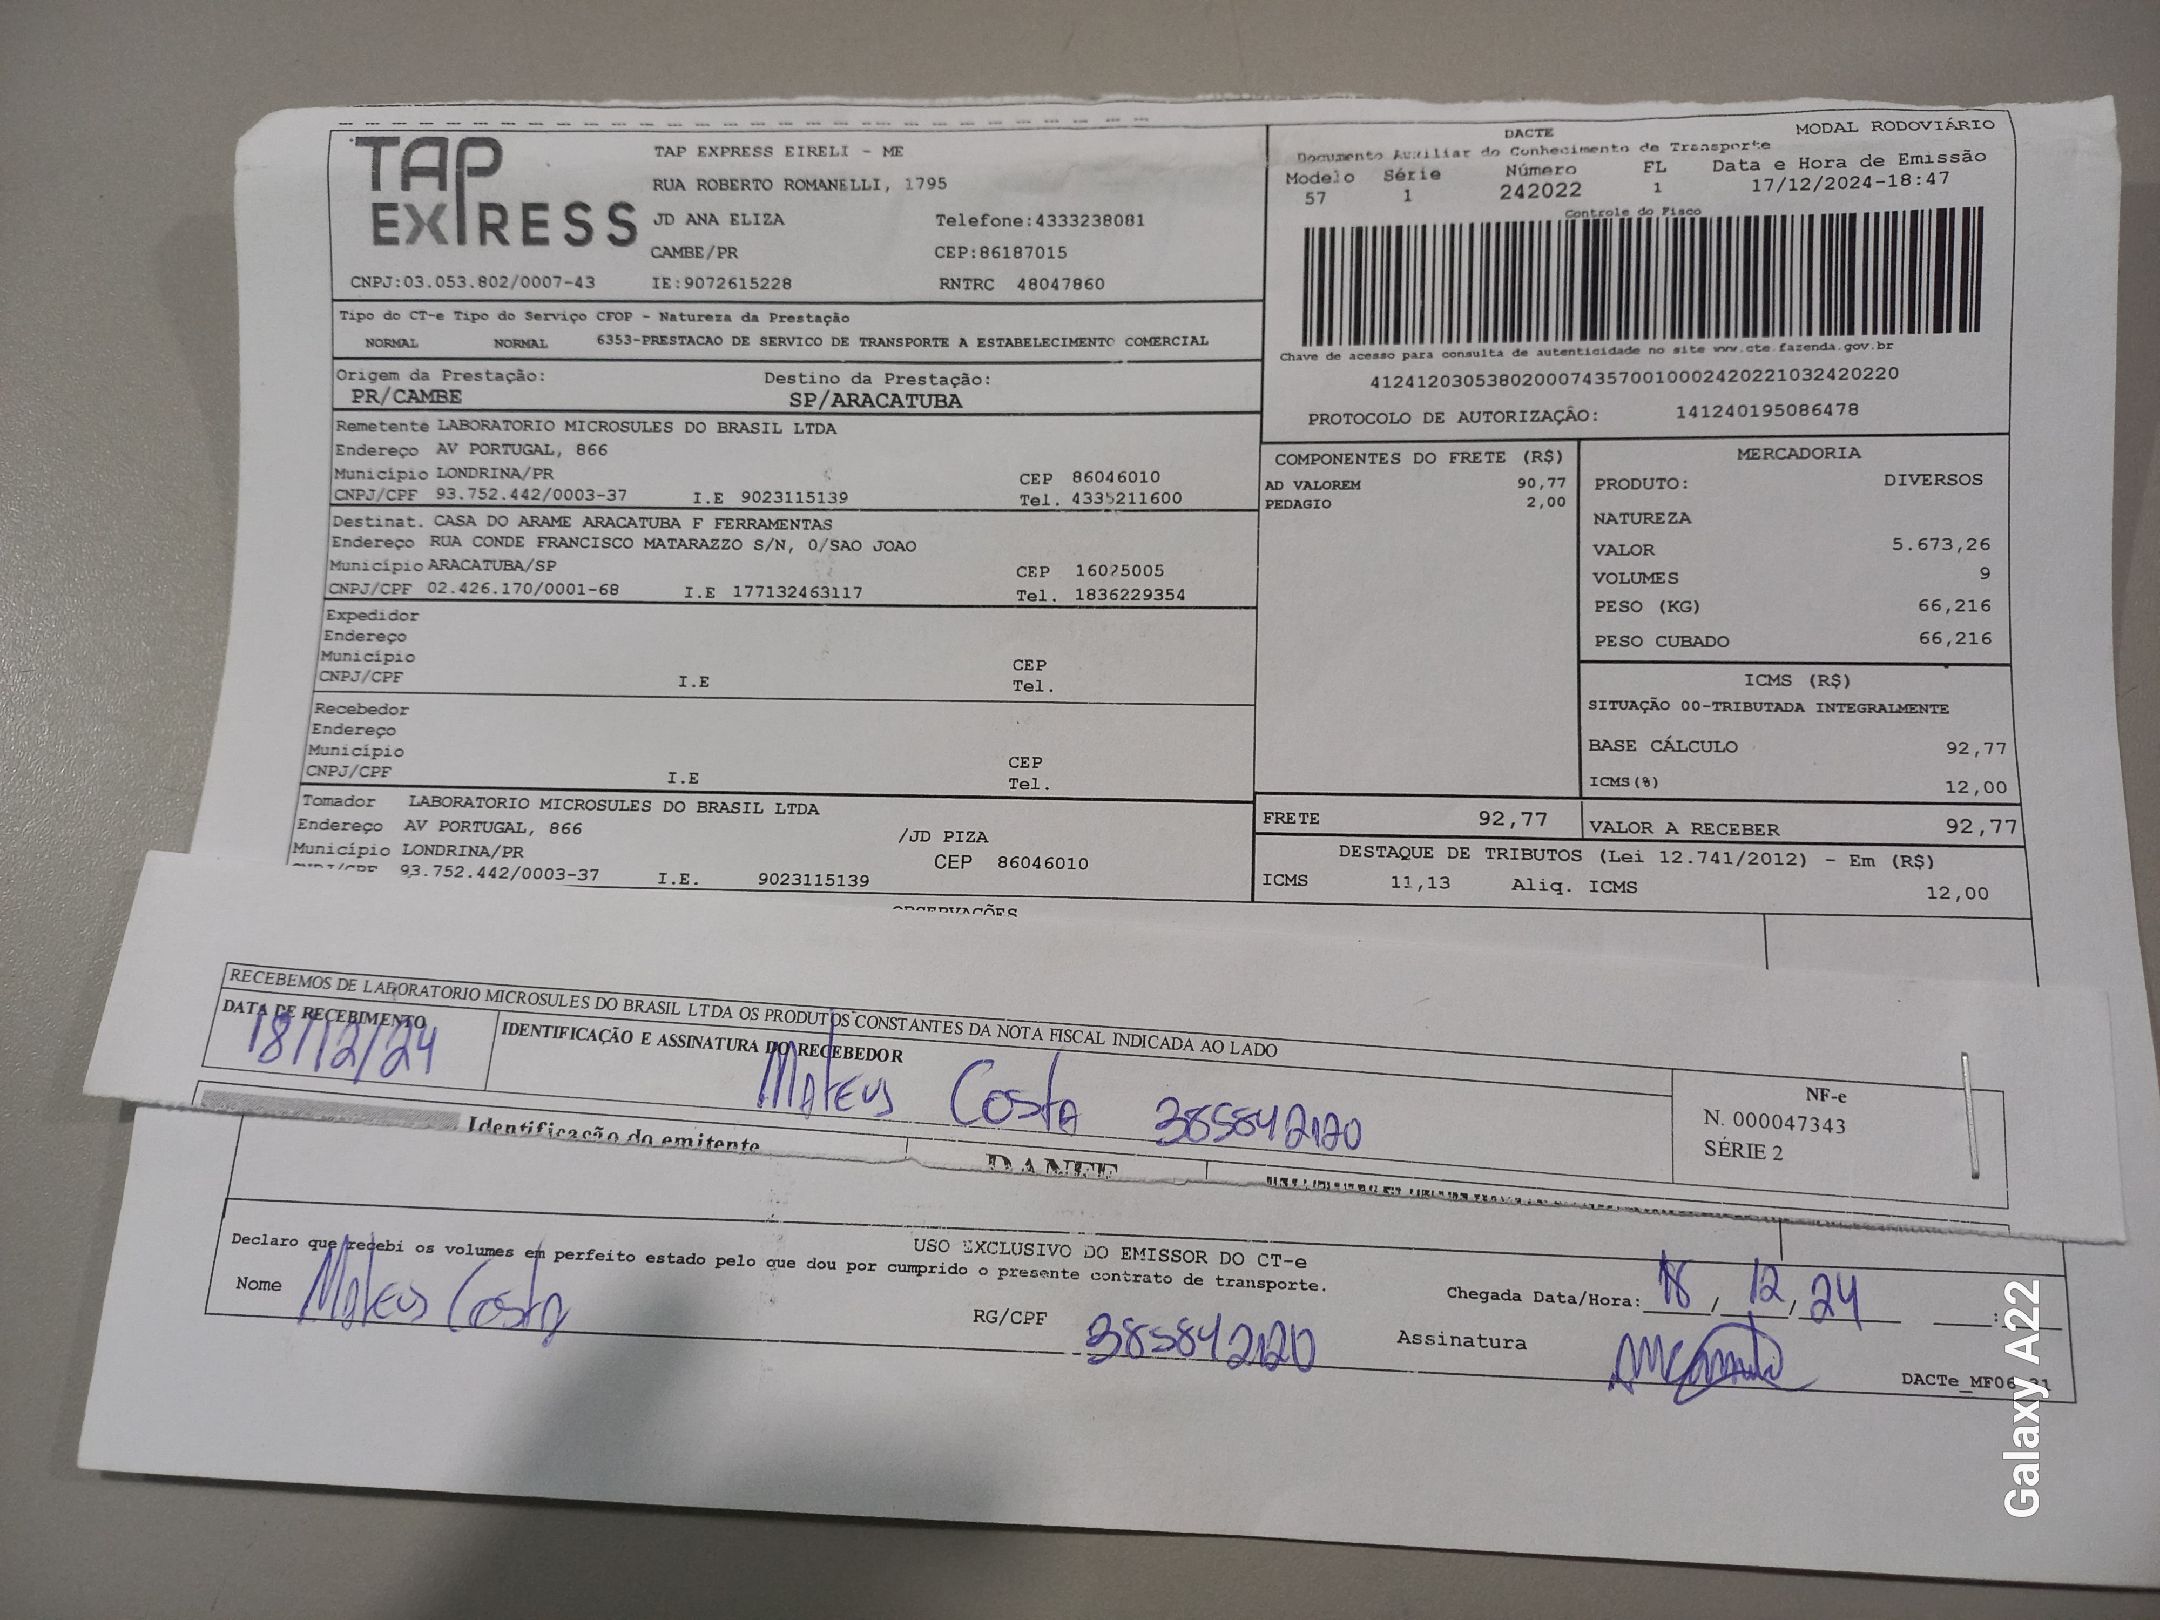 TAP EXPRESS
TAP EXPRESS EIRELI - ME
RUA ROBERTO ROMANELLI, 1795
JD ANA ELIZA Telefone:4333238081
CAMBE/PR CEP:86187015
CNPJ:03.053.802/0007-43 IE:9072615228 RNTRC 48047860
DACTE MODAL RODOVIÁRIO
Documento Auxiliar do Conhecimento de Transporte
Modelo Série Número FL Data e Hora de Emissão
57 1 242022 1 17/12/2024-18:47
Controle do Fisco
Chave de acesso para consulta de autenticidade no site www.cte.fazenda.gov.br
41241203053802000743570010002420221032420220
PROTOCOLO DE AUTORIZAÇÃO: 141240195086478
Tipo do CT-e Tipo do Serviço CFOP - Natureza da Prestação
NORMAL NORMAL 6353-PRESTACAO DE SERVICO DE TRANSPORTE A ESTABELECIMENTO COMERCIAL
Origem da Prestação: Destino da Prestação:
PR/CAMBE SP/ARACATUBA
Remetente LABORATORIO MICROSULES DO BRASIL LTDA
Endereço AV PORTUGAL, 866
Município LONDRINA/PR CEP 86046010
CNPJ/CPF 93.752.442/0003-37 I.E 9023115139 Tel. 4335211600
Destinat. CASA DO ARAME ARACATUBA F FERRAMENTAS
Endereço RUA CONDE FRANCISCO MATARAZZO S/N, 0/SAO JOAO
Município ARACATUBA/SP CEP 16025005
CNPJ/CPF 02.426.170/0001-68 I.E 177132463117 Tel. 1836229354
Expedidor
Endereço
Município CEP
CNPJ/CPF I.E Tel.
Recebedor
Endereço
Município CEP
CNPJ/CPF I.E Tel.
Tomador LABORATORIO MICROSULES DO BRASIL LTDA
Endereço AV PORTUGAL, 866 /JD PIZA
Município LONDRINA/PR CEP 86046010
CNPJ/CPF 93.752.442/0003-37 I.E. 9023115139
COMPONENTES DO FRETE (R$)
AD VALOREM 90,77
PEDAGIO 2,00
MERCADORIA
PRODUTO: DIVERSOS
NATUREZA
VALOR 5.673,26
VOLUMES 9
PESO (KG) 66,216
PESO CUBADO 66,216
ICMS (R$)
SITUAÇÃO 00-TRIBUTADA INTEGRALMENTE
BASE CÁLCULO 92,77
ICMS(%) 12,00
FRETE 92,77 VALOR A RECEBER 92,77
DESTAQUE DE TRIBUTOS (Lei 12.741/2012) - Em (R$)
ICMS 11,13 Aliq. ICMS 12,00
OBSERVAÇÕES
RECEBEMOS DE LABORATORIO MICROSULES DO BRASIL LTDA OS PRODUTOS CONSTANTES DA NOTA FISCAL INDICADA AO LADO
DATA DE RECEBIMENTO IDENTIFICAÇÃO E ASSINATURA DO RECEBEDOR
18/12/24 Mateus Costa 385842120
NF-e
N. 000047343
SÉRIE 2
Identificação do emitente DANFE
USO EXCLUSIVO DO EMISSOR DO CT-e
Declaro que recebi os volumes em perfeito estado pelo que dou por cumprido o presente contrato de transporte.
Nome Mateus Costa RG/CPF 385842120
Chegada Data/Hora: 18/12/24 :
Assinatura
Galaxy A22